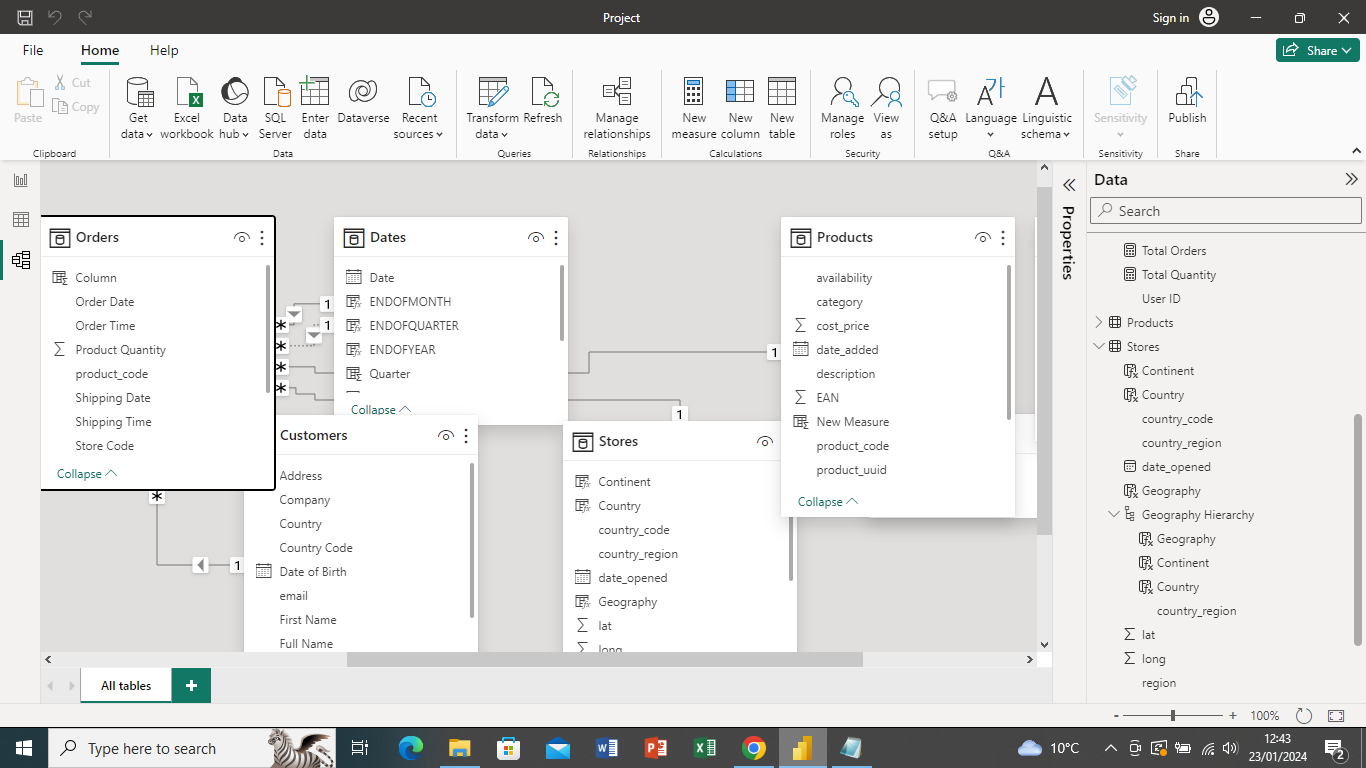 Project
Sign in
File
Home
Help
Share
Paste
Cut
Copy
Get data
Excel workbook
Data hub
SQL Server
Enter data
Dataverse
Recent sources
Transform data
Refresh
Manage relationships
New measure
New column
New table
Manage roles
View as
Q&A setup
Language
Linguistic schema
Sensitivity
Publish
Clipboard
Data
Queries
Relationships
Calculations
Security
Q&A
Sensitivity
Share
Orders
Column
Order Date
Order Time
Product Quantity
product_code
Shipping Date
Shipping Time
Store Code
Collapse
*
*
*
*
*
1
1
1
1
1
Dates
Date
ENDOFMONTH
ENDOFQUARTER
ENDOFYEAR
Quarter
Collapse
Customers
Address
Company
Country
Country Code
Date of Birth
email
First Name
Full Name
Stores
Continent
Country
country_code
country_region
date_opened
Geography
lat
long
Products
availability
category
cost_price
date_added
description
EAN
New Measure
product_code
product_uuid
Collapse
Properties
Data
Search
Total Orders
Total Quantity
User ID
Products
Stores
Continent
Country
country_code
country_region
date_opened
Geography
Geography Hierarchy
Geography
Continent
Country
country_region
lat
long
region
All tables
+
- + 100%
Type here to search
10°C
12:43
23/01/2024
2